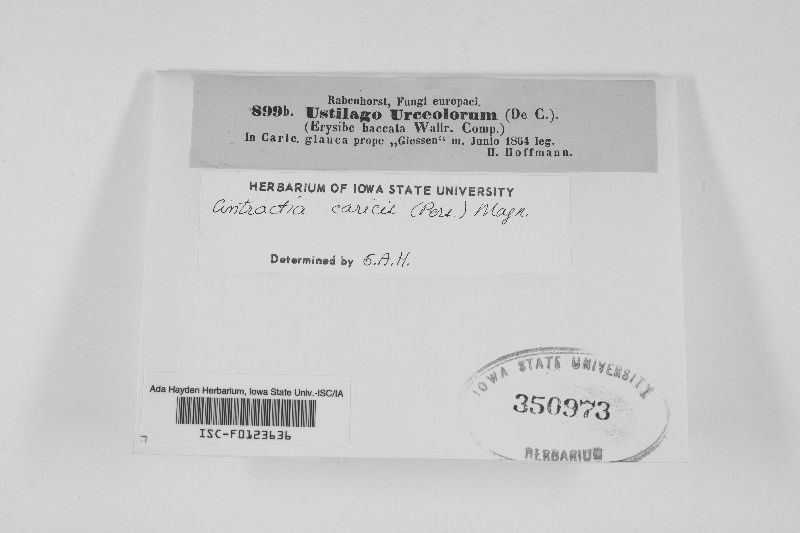 Rabenhorst, Fungi europaei.
899b. Ustilago Urceolorum (De C.).
(Erysibe baccata Wallr. Comp.)
In Caric. glauca prope „Giessen“ m. Junio 1864 leg.
H. Hoffmann.
HERBARIUM OF IOWA STATE UNIVERSITY
Cintractia caricis (Pers.) Magn.
Determined by G.A.H.
Ada Hayden Herbarium, Iowa State Univ.-ISC/IA
ISC-F0123636
IOWA STATE UNIVERSITY
350973
HERBARIUM